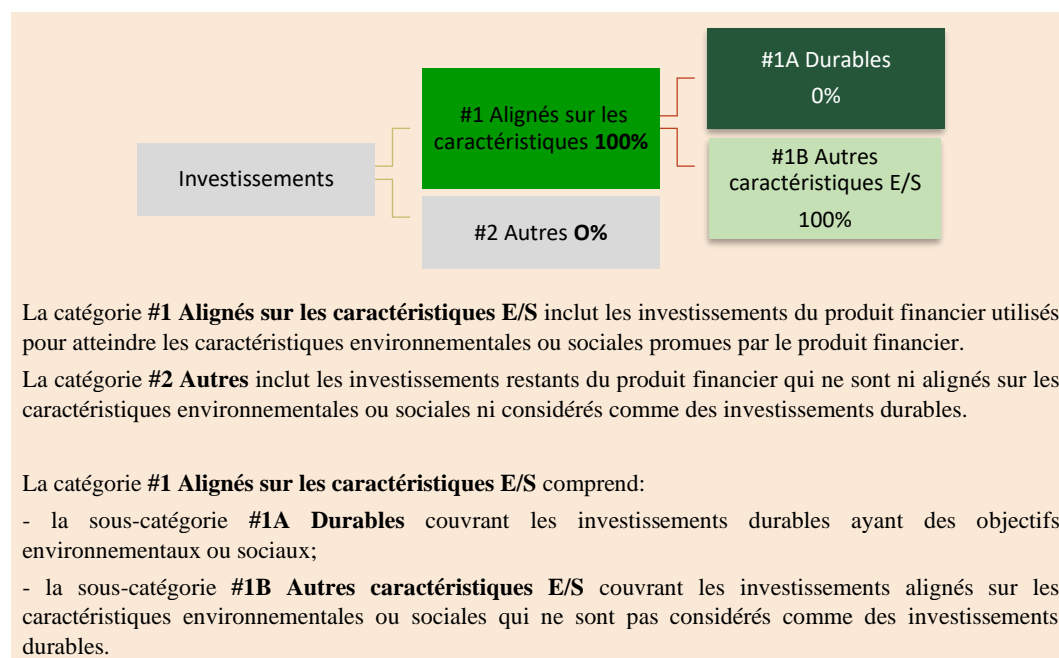 #1A Durables
0%
#1 Alignés sur les
caractéristiques 100%
#1B Autres
caractéristiques E/S
100%
Investissements
#2 Autres O%
La catégorie #1 Alignés sur les caractéristiques E/S inclut les investissements du produit financier utilisés
pour atteindre les caractéristiques environnementales ou sociales promues par le produit financier.
La catégorie #2 Autres inclut les investissements restants du produit financier qui ne sont ni alignés sur les
caractéristiques environnementales ou sociales ni considérés comme des investissements durables.
La catégorie #1 Alignés sur les caractéristiques E/S comprend:
- la sous-catégorie #1A Durables couvrant les investissements durables ayant des objectifs
environnementaux ou sociaux;
- la sous-catégorie #1B Autres caractéristiques E/S couvrant les investissements alignés sur les
caractéristiques environnementales ou sociales qui ne sont pas considérés comme des investissements
durables.